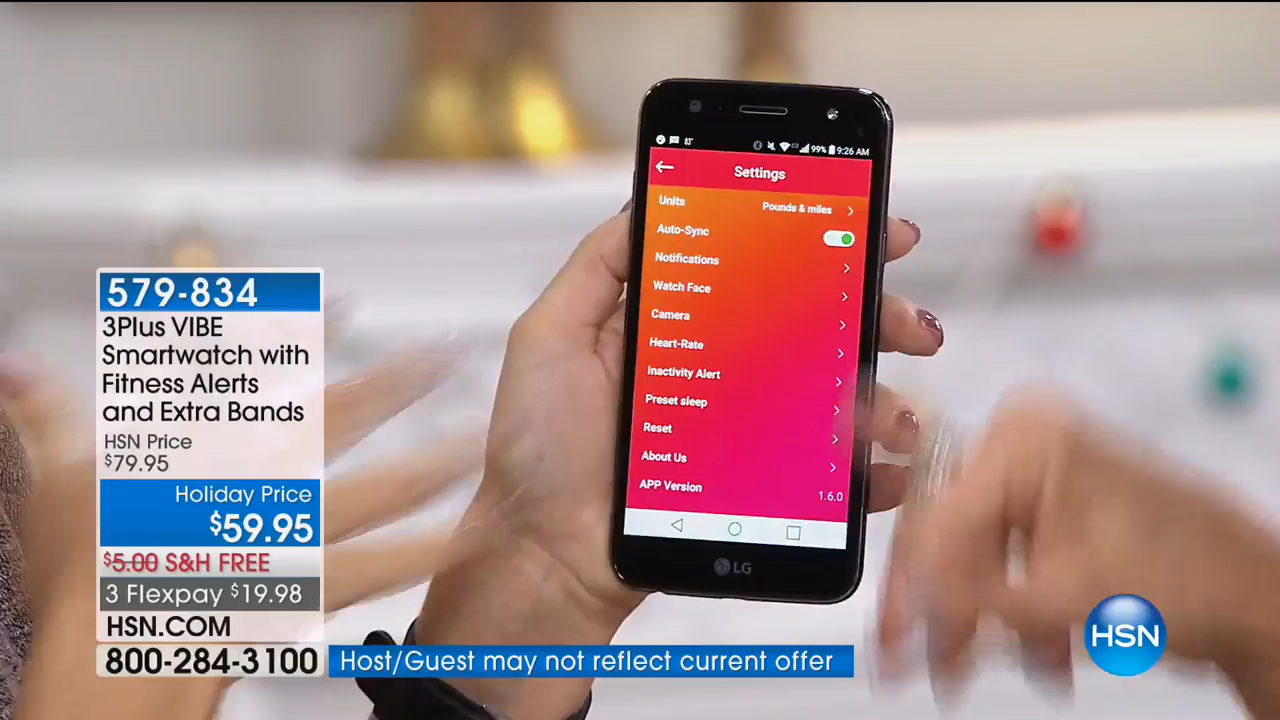 579-834
3Plus VIBE
Smartwatch with
Fitness Alerts
and Extra Bands
HSN Price
$79.95
Holiday Price
$59.95
$5.00 S&H FREE
3 Flexpay $19.98
HSN.COM
800-284-3100
Host/Guest may not reflect current offer
99% 9:26 AM
Settings
Units Pounds & miles
Auto-Sync
Notifications
Watch Face
Camera
Heart-Rate
Inactivity Alert
Preset sleep
Reset
About Us
APP Version 1.6.0
LG
HSN